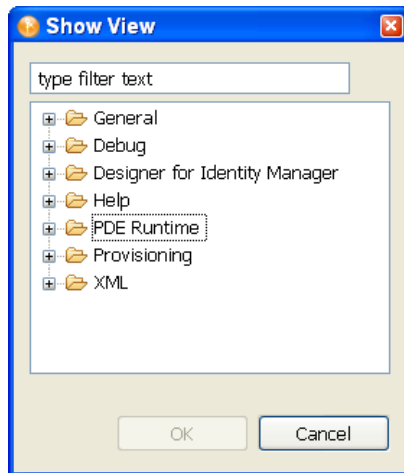 Show View
type filter text
General
Debug
Designer for Identity Manager
Help
PDE Runtime
Provisioning
XML
OK Cancel